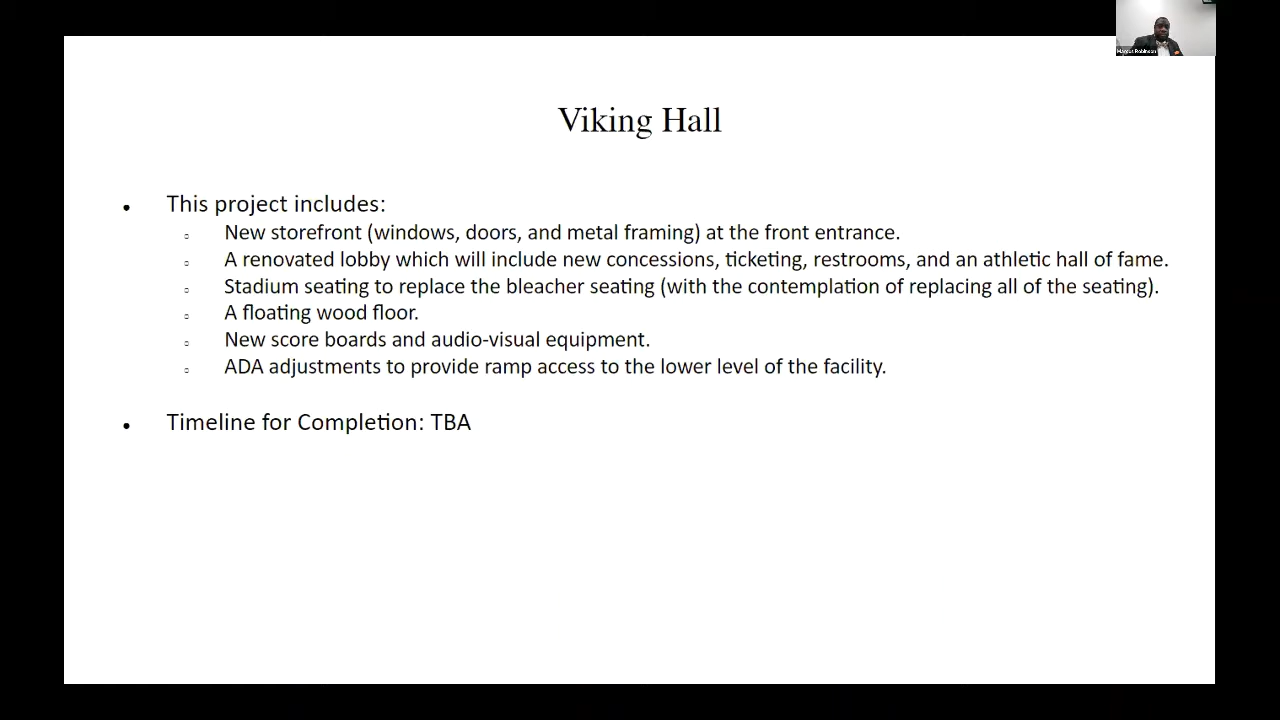 Marcus Robinson
Viking Hall
• This project includes:
○ New storefront (windows, doors, and metal framing) at the front entrance.
○ A renovated lobby which will include new concessions, ticketing, restrooms, and an athletic hall of fame.
○ Stadium seating to replace the bleacher seating (with the contemplation of replacing all of the seating).
○ A floating wood floor.
○ New score boards and audio-visual equipment.
○ ADA adjustments to provide ramp access to the lower level of the facility.
• Timeline for Completion: TBA